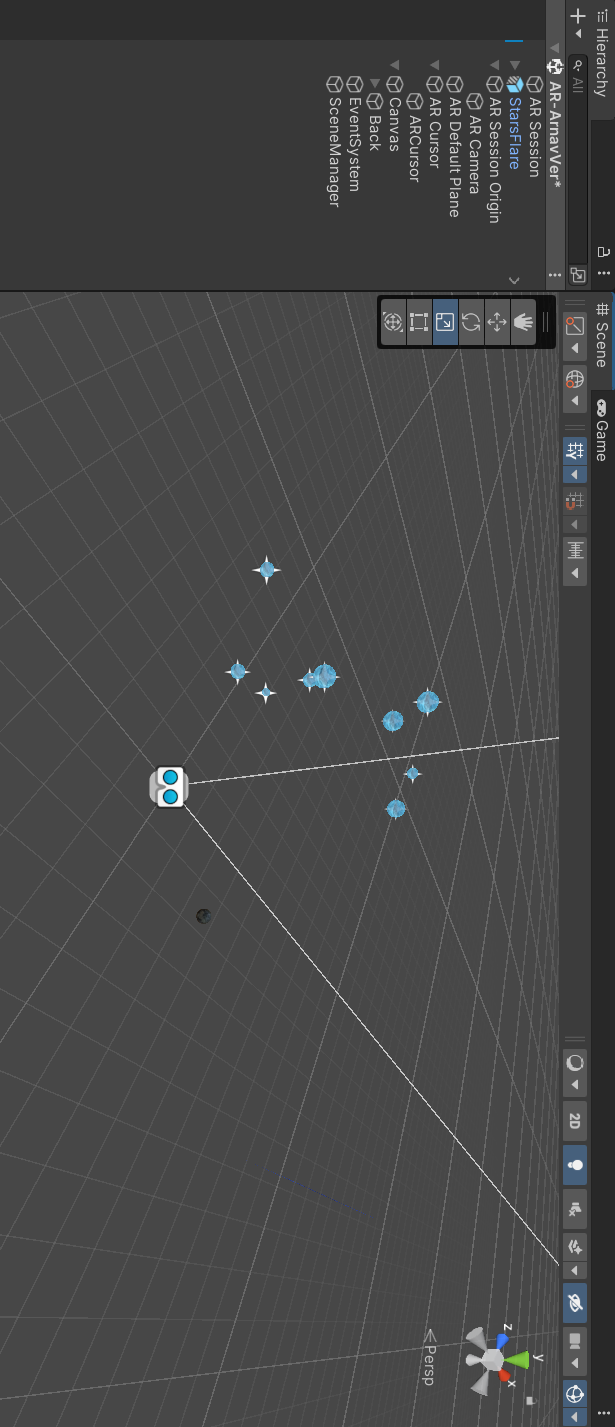 Hierarchy
All
AR-ArnavVer*
AR Session
StarsFlare
AR Session Origin
AR Camera
AR Default Plane
AR Cursor
ARCursor
Canvas
Back
EventSystem
SceneManager
Scene
Game
2D
y
z
x
Persp